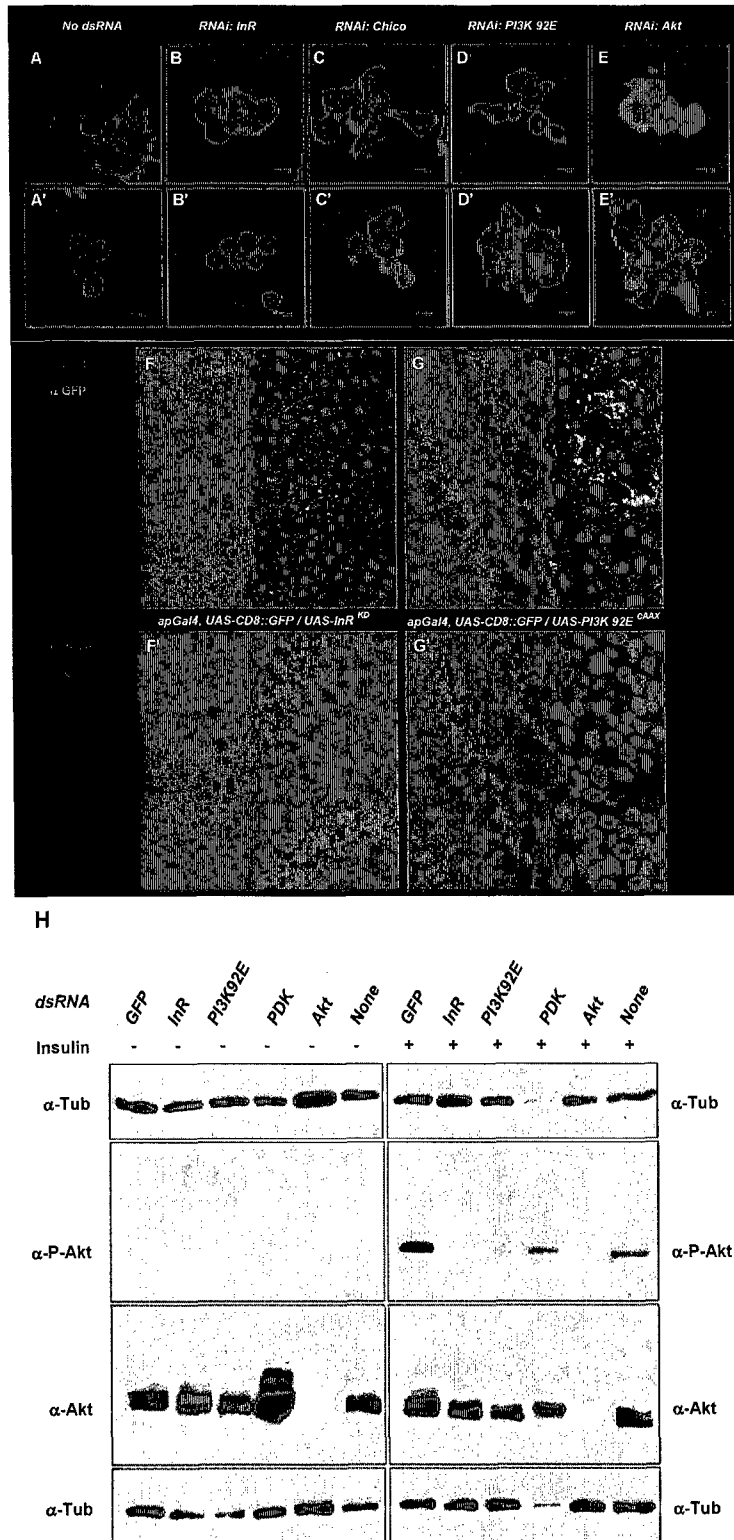 No dsRNA RNAi: InR RNAi: Chico RNAi: PI3K 92E RNAi: Akt
A B C D E
A' B' C' D' E'
α GFP
F G
apGal4, UAS-CD8::GFP / UAS-InR KD apGal4, UAS-CD8::GFP / UAS-PI3K 92E CAAX
F' G'
H
dsRNA GFP InR PI3K92E PDK Akt None GFP InR PI3K92E PDK Akt None
Insulin - - - - - - + + + + + +
α-Tub α-Tub
α-P-Akt α-P-Akt
α-Akt α-Akt
α-Tub α-Tub